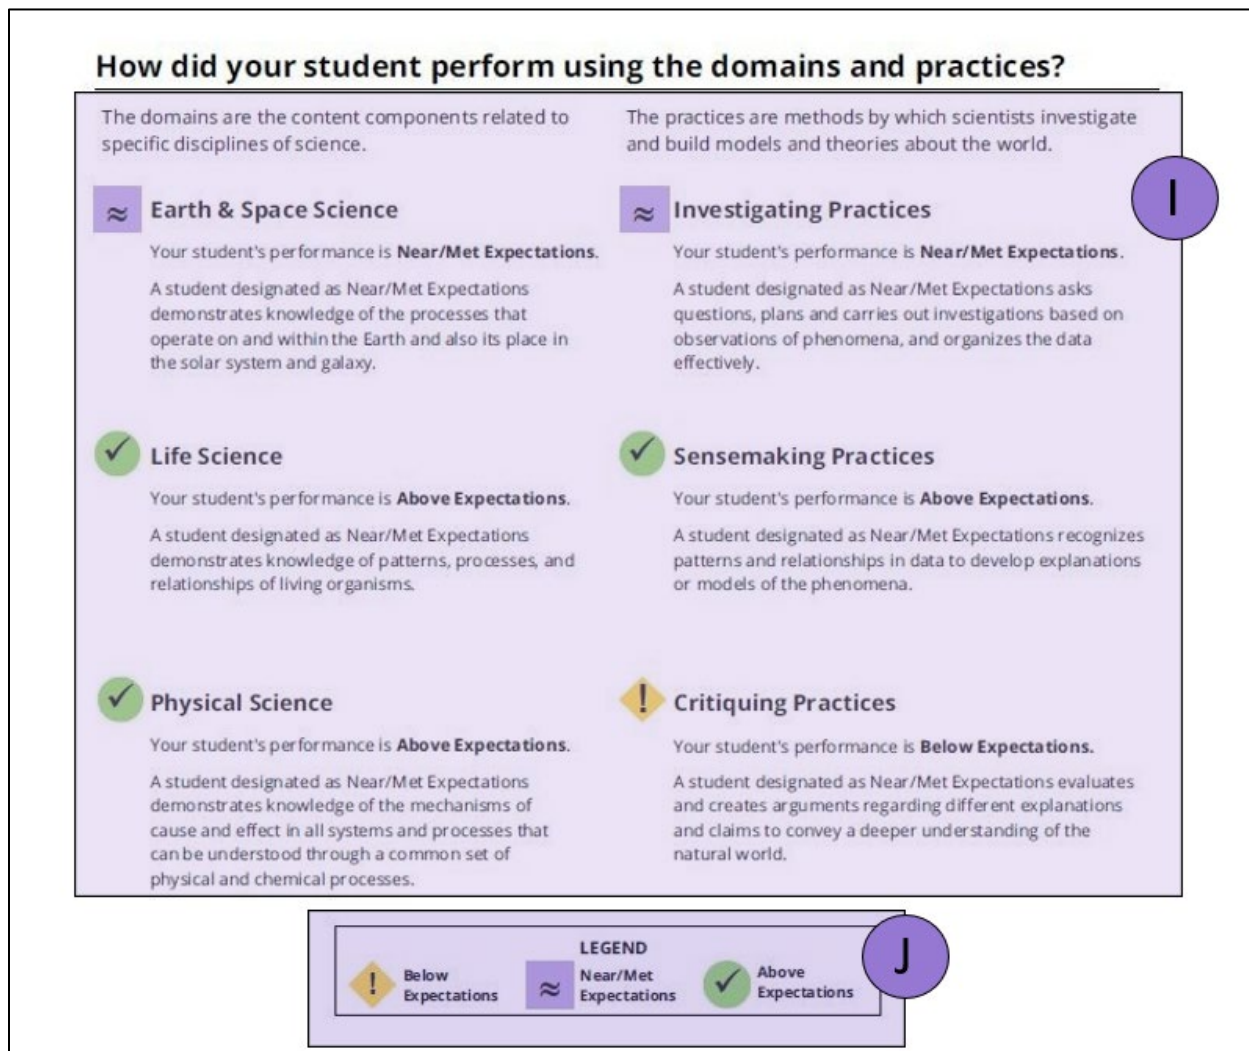 How did your student perform using the domains and practices?
The domains are the content components related to
specific disciplines of science.
≈ Earth & Space Science
Your student's performance is Near/Met Expectations.
A student designated as Near/Met Expectations
demonstrates knowledge of the processes that
operate on and within the Earth and also its place in
the solar system and galaxy.
✓ Life Science
Your student's performance is Above Expectations.
A student designated as Near/Met Expectations
demonstrates knowledge of patterns, processes, and
relationships of living organisms.
✓ Physical Science
Your student's performance is Above Expectations.
A student designated as Near/Met Expectations
demonstrates knowledge of the mechanisms of
cause and effect in all systems and processes that
can be understood through a common set of
physical and chemical processes.
The practices are methods by which scientists investigate
and build models and theories about the world.
≈ Investigating Practices
Your student's performance is Near/Met Expectations.
A student designated as Near/Met Expectations asks
questions, plans and carries out investigations based on
observations of phenomena, and organizes the data
effectively.
✓ Sensemaking Practices
Your student's performance is Above Expectations.
A student designated as Near/Met Expectations recognizes
patterns and relationships in data to develop explanations
or models of the phenomena.
! Critiquing Practices
Your student's performance is Below Expectations.
A student designated as Near/Met Expectations evaluates
and creates arguments regarding different explanations
and claims to convey a deeper understanding of the
natural world.
I
LEGEND
! Below
Expectations
≈ Near/Met
Expectations
✓ Above
Expectations
J